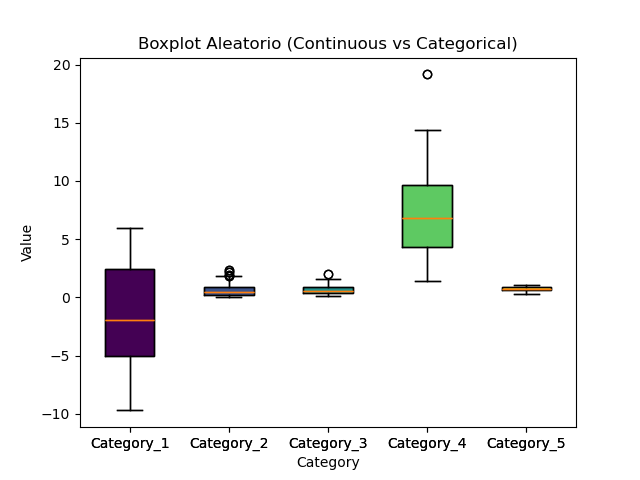 Boxplot Aleatorio (Continuous vs Categorical)
20
15
10
5
0
−5
−10
Value
Category_1 Category_2 Category_3 Category_4 Category_5
Category